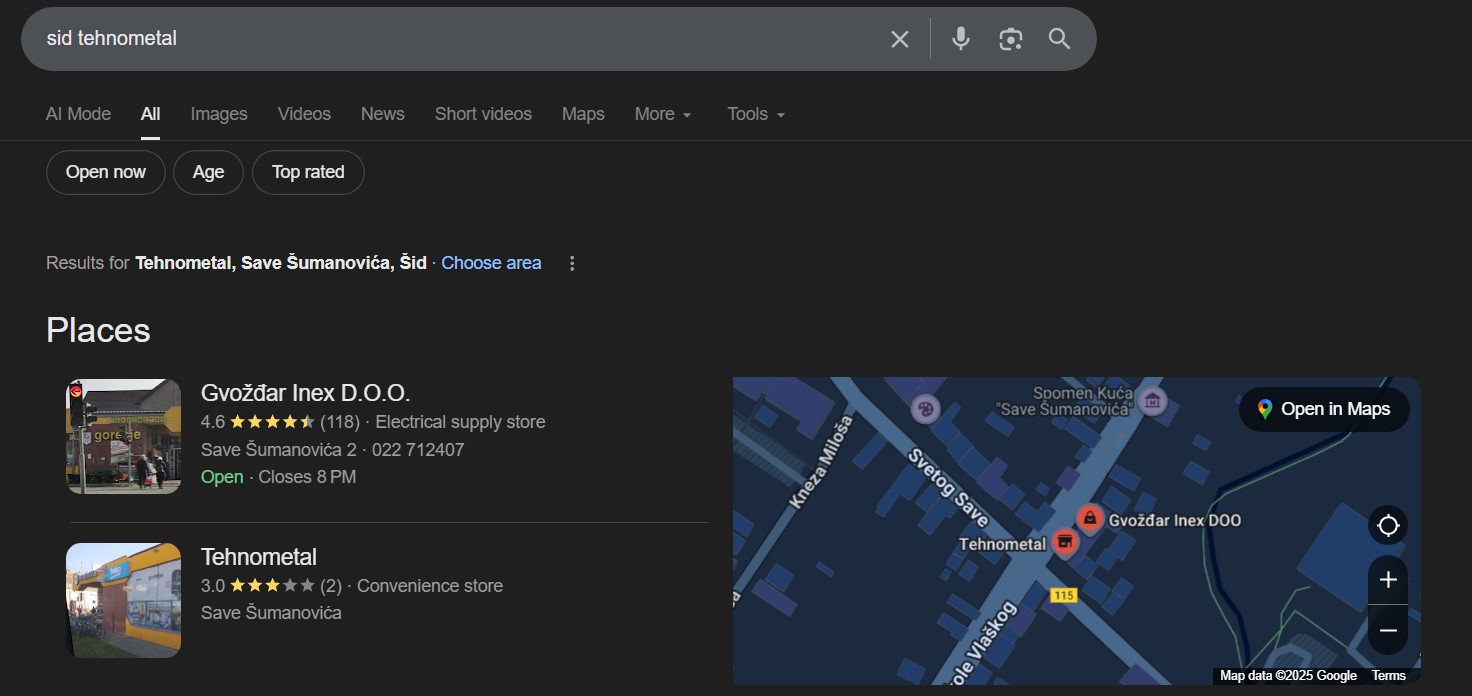 sid tehnometal
AI Mode
All
Images
Videos
News
Short videos
Maps
More
Tools
Open now
Age
Top rated
Results for Tehnometal, Save Šumanovića, Šid · Choose area
Places
gorenje
Gvožđar Inex D.O.O.
4.6 (118) · Electrical supply store
Save Šumanovića 2 · 022 712407
Open · Closes 8 PM
Tehnometal
3.0 (2) · Convenience store
Save Šumanovića
Spomen Kuća
"Save Šumanovića"
Open in Maps
Kneza Miloša
Svetog Save
Gvožđar Inex DOO
Tehnometal
115
ole Vlaškog
Map data ©2025 Google
Terms